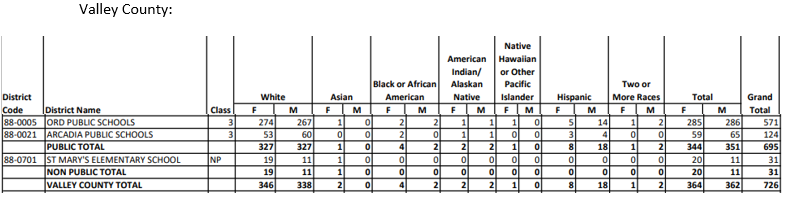 Valley County:
Native
American Hawaiian
Indian/ or Other
Black or African Alaskan Pacific Two or
District White Asian American Native Islander Hispanic More Races Total Grand
Code District Name Class F M F M F M F M F M F M F M F M Total
88-0005 ORD PUBLIC SCHOOLS 3 274 267 1 0 2 2 1 1 1 0 5 14 1 2 285 286 571
88-0021 ARCADIA PUBLIC SCHOOLS 3 53 60 0 0 2 0 1 1 0 0 3 4 0 0 59 65 124
PUBLIC TOTAL 327 327 1 0 4 2 2 2 1 0 8 18 1 2 344 351 695
88-0701 ST MARY'S ELEMENTARY SCHOOL NP 19 11 1 0 0 0 0 0 0 0 0 0 0 0 20 11 31
NON PUBLIC TOTAL 19 11 1 0 0 0 0 0 0 0 0 0 0 0 20 11 31
VALLEY COUNTY TOTAL 346 338 2 0 4 2 2 2 1 0 8 18 1 2 364 362 726